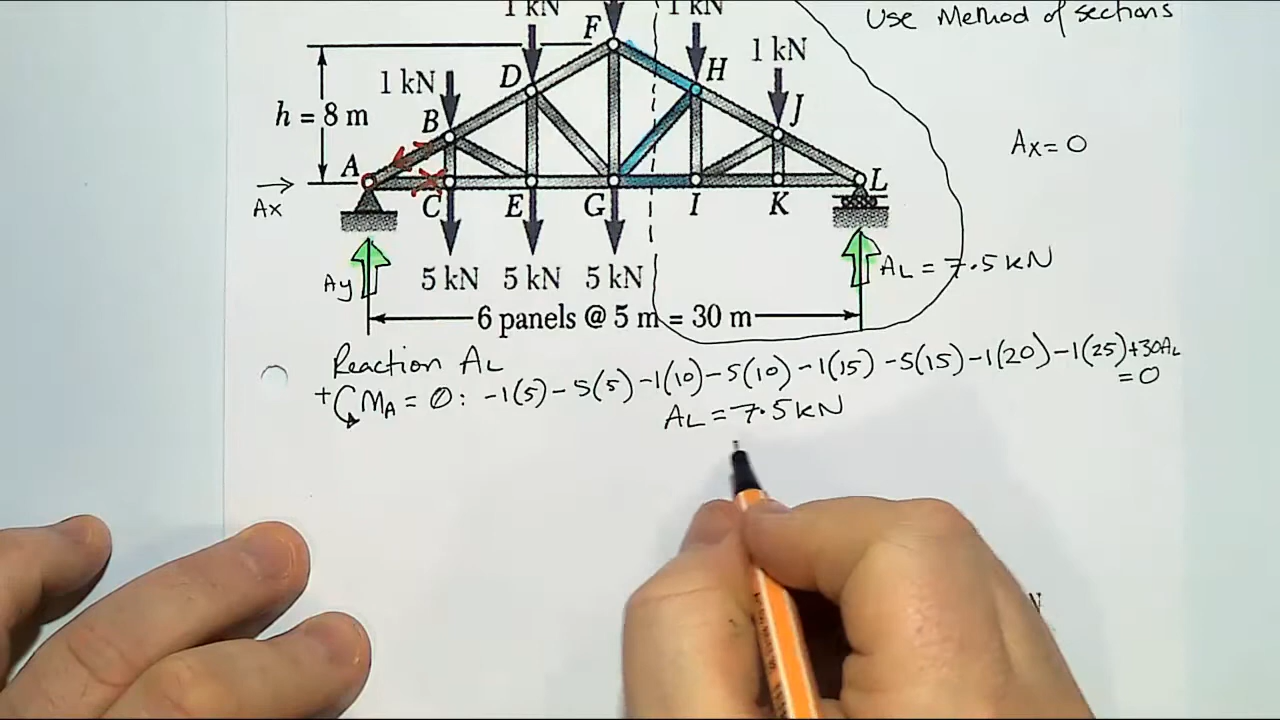 1 kN
1 kN
Use Method of sections
F
1 kN
D
H
1 kN
B
J
h = 8 m
Ax = 0
A
L
Ax
C
E
G
I
K
AL = 7.5 kN
Ay
5 kN 5 kN 5 kN
6 panels @ 5 m = 30 m
Reaction AL
+ MA = 0: -1(5) - 5(5) -1(10) - 5(10) -1(15) -5(15) -1(20) -1(25) +30AL
= 0
AL = 7.5 kN